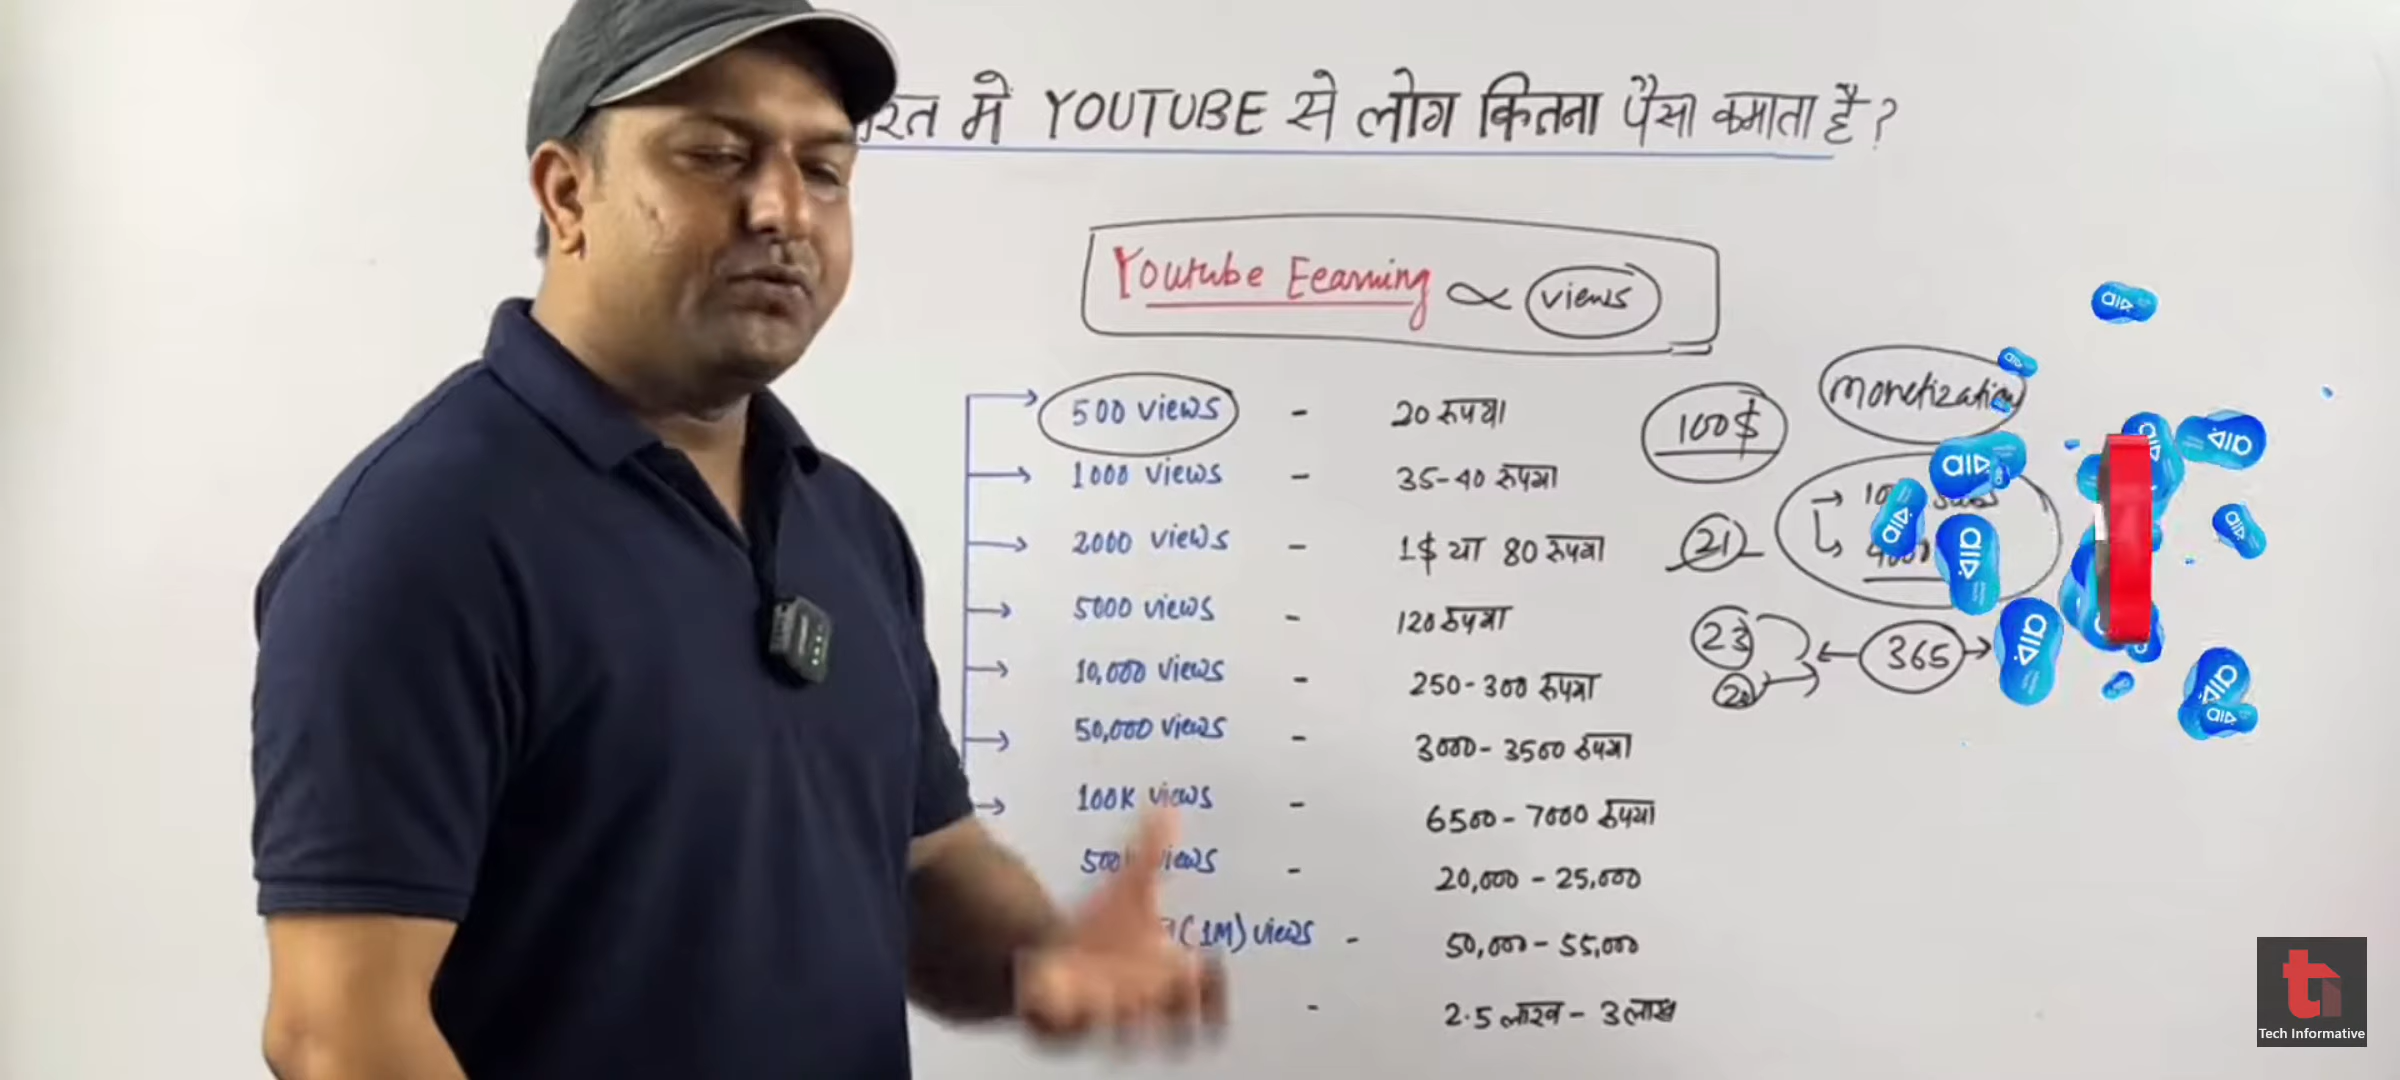 में YOUTUBE से लोग कितना पैसा कमाता है?
Youtube Eearning ∝ views
500 views - 20 रुपया
1000 views - 35-40 रुपया
2000 views - 1$ या 80 रुपया
5000 views - 120 रुपया
10,000 views - 250-300 रुपया
50,000 views - 3000-3500 रुपया
100K views - 6500-7000 रुपया
views - 20,000-25,000
(1M) views - 50,000-55,000
- 2.5 लाख - 3 लाख
100$
monetization
21
23
365
Tech Informative